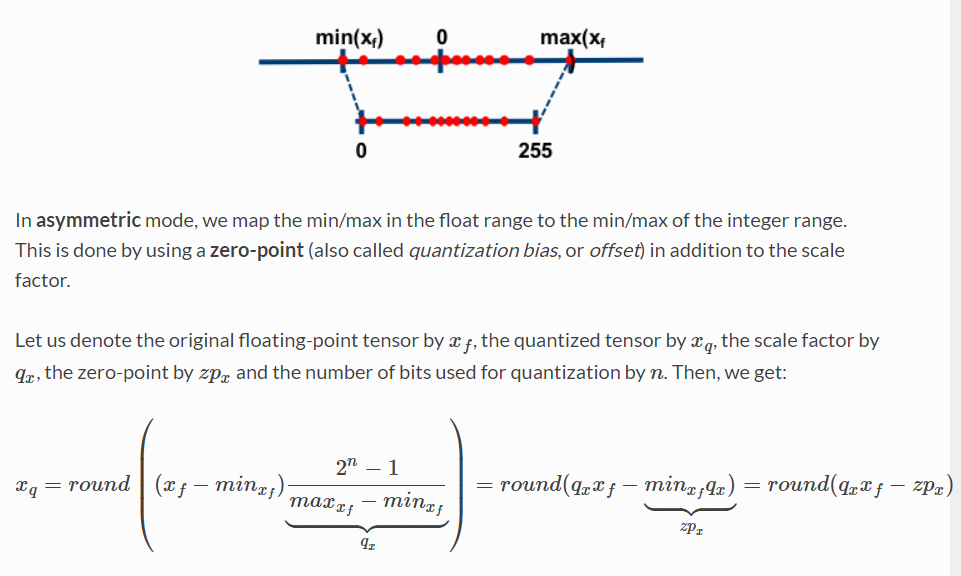 min(x_f) 0 max(x_f
0 255
In asymmetric mode, we map the min/max in the float range to the min/max of the integer range.
This is done by using a zero-point (also called quantization bias, or offset) in addition to the scale
factor.
Let us denote the original floating-point tensor by x_f, the quantized tensor by x_q, the scale factor by
q_x, the zero-point by zp_x and the number of bits used for quantization by n. Then, we get:
x_q = round ( (x_f − min_{x_f}) \underbrace{\frac{2^n − 1}{max_{x_f} − min_{x_f}}}_{q_x} ) = round(q_x x_f − \underbrace{min_{x_f} q_x}_{zp_x}) = round(q_x x_f − zp_x)